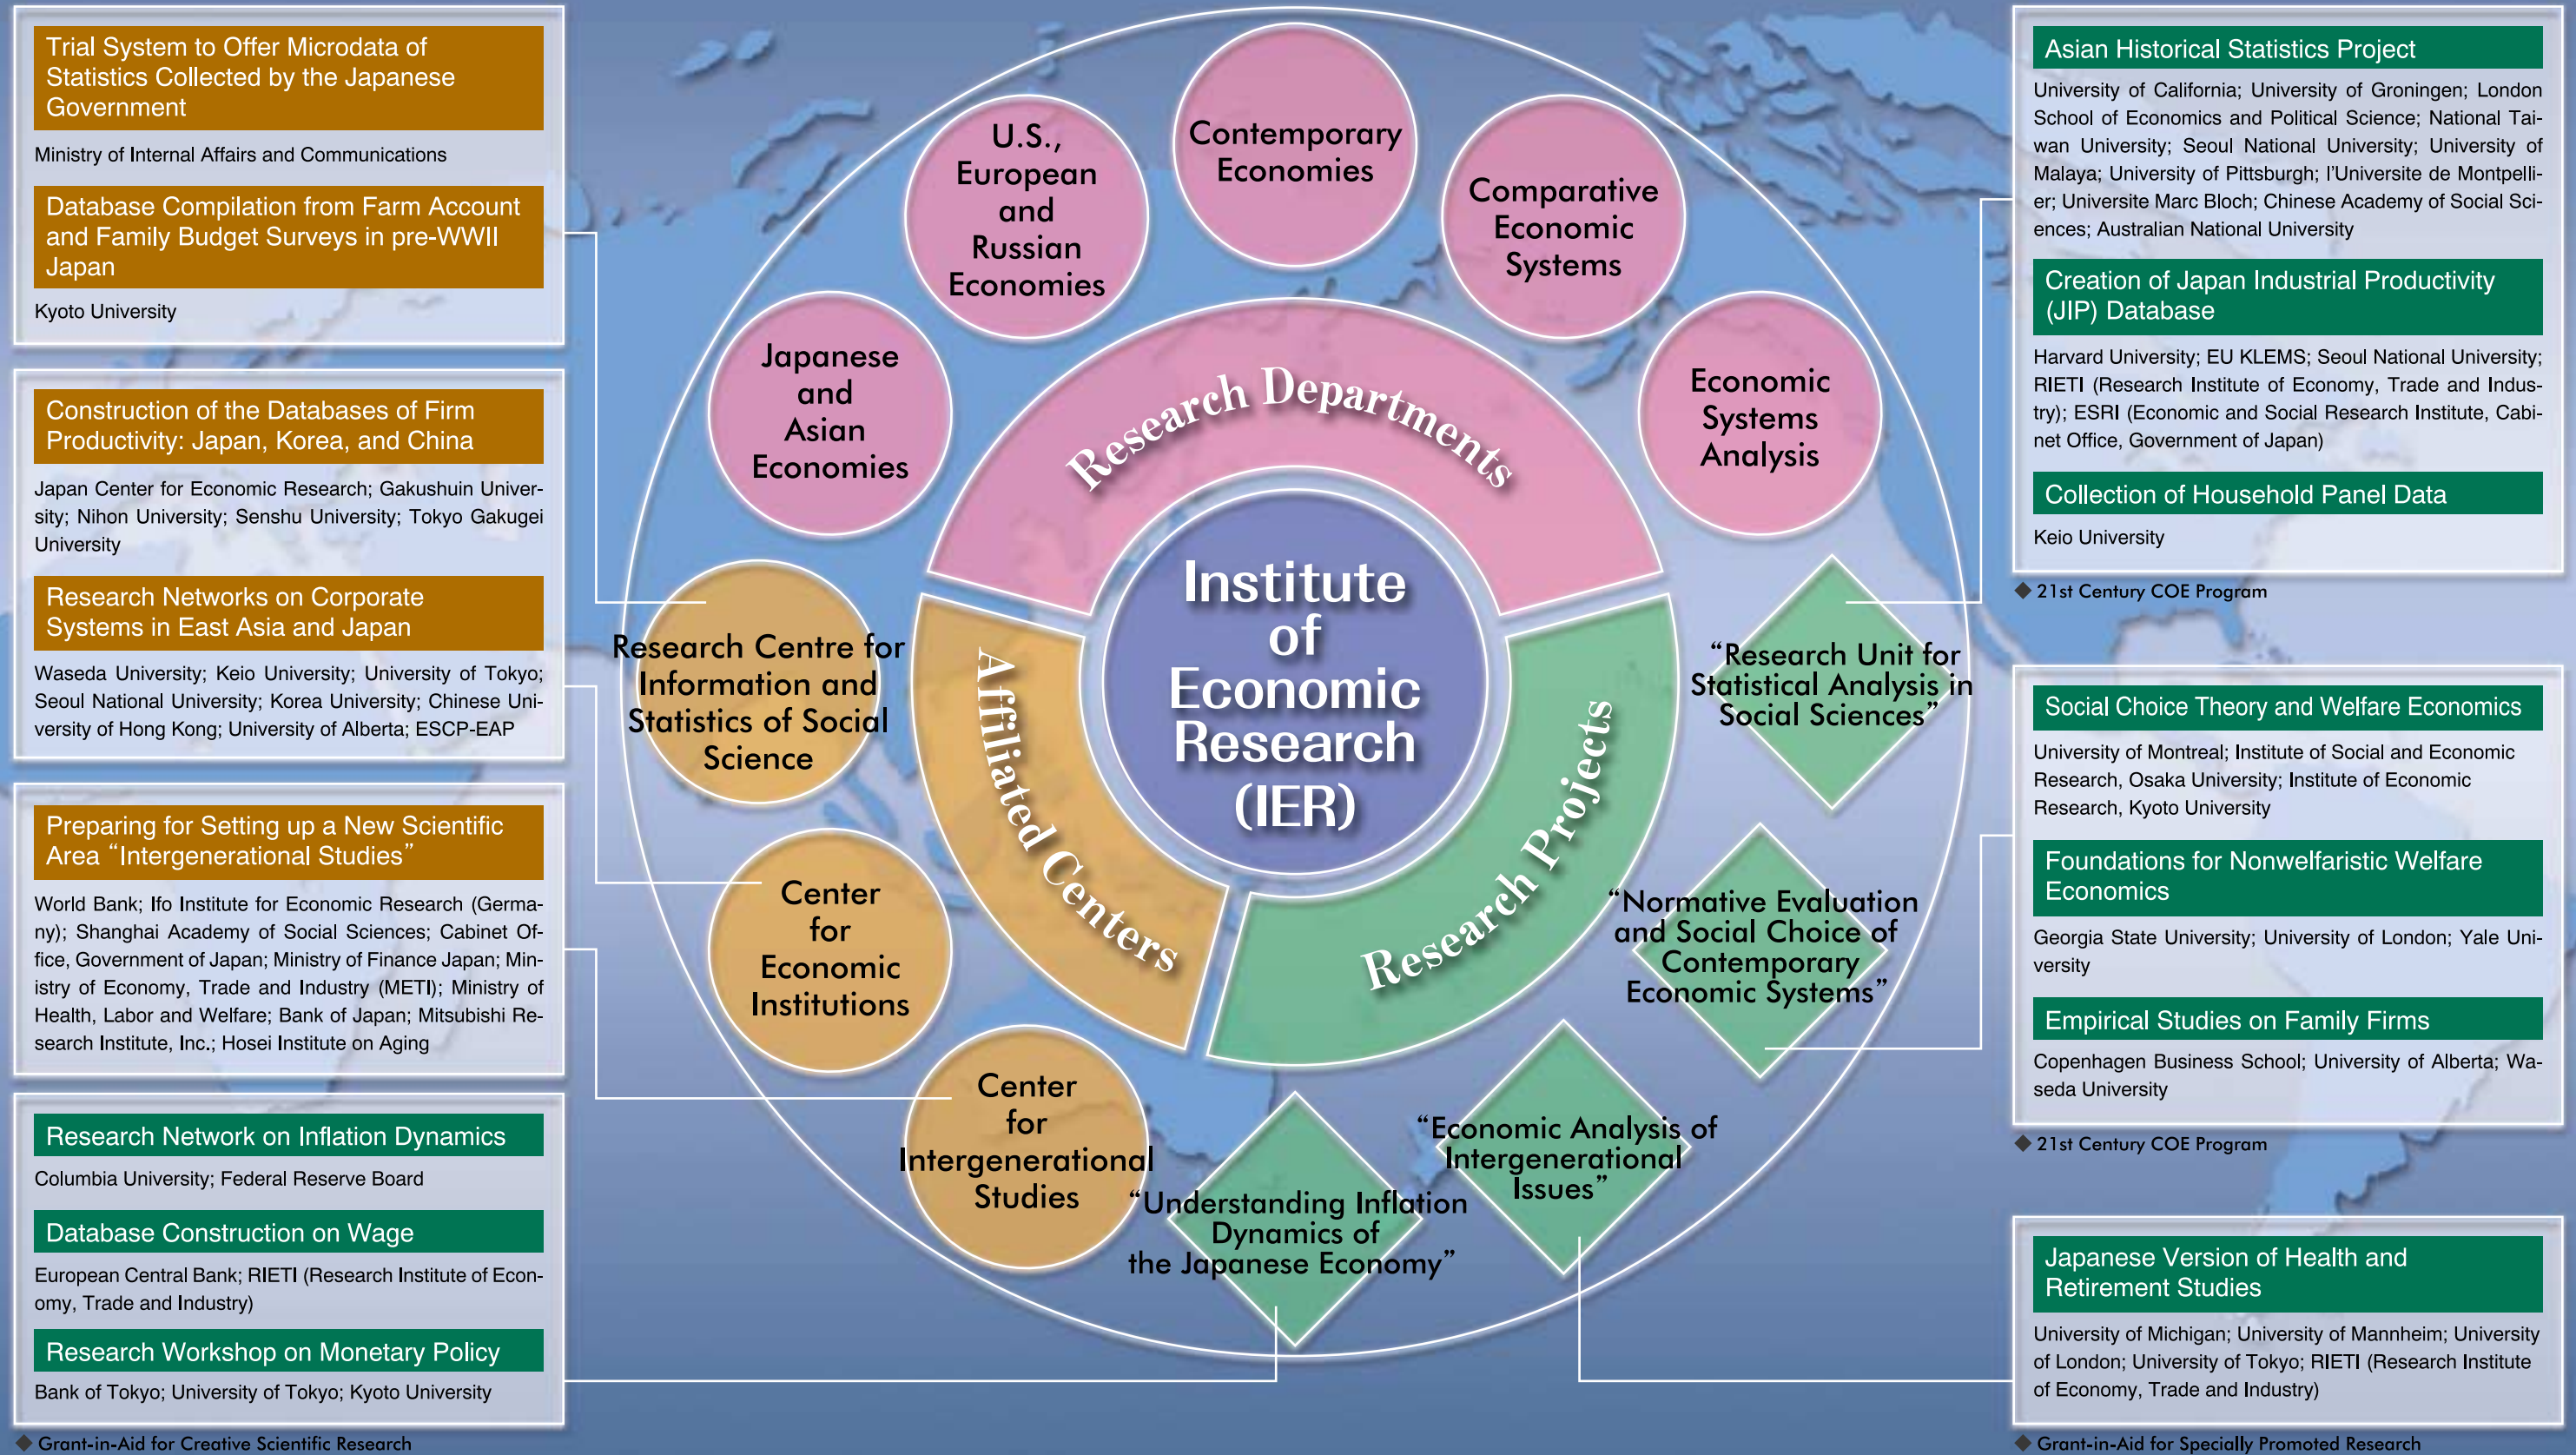 Trial System to Offer Microdata of
Statistics Collected by the Japanese
Government
Ministry of Internal Affairs and Communications
Database Compilation from Farm Account
and Family Budget Surveys in pre-WWII
Japan
Kyoto University
Construction of the Databases of Firm
Productivity: Japan, Korea, and China
Japan Center for Economic Research; Gakushuin Univer-
sity; Nihon University; Senshu University; Tokyo Gakugei
University
Research Networks on Corporate
Systems in East Asia and Japan
Waseda University; Keio University; University of Tokyo;
Seoul National University; Korea University; Chinese Uni-
versity of Hong Kong; University of Alberta; ESCP-EAP
Preparing for Setting up a New Scientific
Area “Intergenerational Studies”
World Bank; Ifo Institute for Economic Research (Germa-
ny); Shanghai Academy of Social Sciences; Cabinet Of-
fice, Government of Japan; Ministry of Finance Japan; Min-
istry of Economy, Trade and Industry (METI); Ministry of
Health, Labor and Welfare; Bank of Japan; Mitsubishi Re-
search Institute, Inc.; Hosei Institute on Aging
Research Network on Inflation Dynamics
Columbia University; Federal Reserve Board
Database Construction on Wage
European Central Bank; RIETI (Research Institute of Econ-
omy, Trade and Industry)
Research Workshop on Monetary Policy
Bank of Tokyo; University of Tokyo; Kyoto University
◆ Grant-in-Aid for Creative Scientific Research
U.S.,
European
and
Russian
Economies
Contemporary
Economies
Comparative
Economic
Systems
Japanese
and
Asian
Economies
Economic
Systems
Analysis
Research Departments
Institute
of
Economic
Research
(IER)
Affiliated Centers
Research Projects
Research Centre for
Information and
Statistics of Social
Science
Center
for
Economic
Institutions
Center
for
Intergenerational
Studies
“Research Unit for
Statistical Analysis in
Social Sciences”
“Normative Evaluation
and Social Choice of
Contemporary
Economic Systems”
“Economic Analysis of
Intergenerational
Issues”
“Understanding Inflation
Dynamics of
the Japanese Economy”
Asian Historical Statistics Project
University of California; University of Groningen; London
School of Economics and Political Science; National Tai-
wan University; Seoul National University; University of
Malaya; University of Pittsburgh; l'Universite de Montpelli-
er; Universite Marc Bloch; Chinese Academy of Social Sci-
ences; Australian National University
Creation of Japan Industrial Productivity
(JIP) Database
Harvard University; EU KLEMS; Seoul National University;
RIETI (Research Institute of Economy, Trade and Indus-
try); ESRI (Economic and Social Research Institute, Cabi-
net Office, Government of Japan)
Collection of Household Panel Data
Keio University
◆ 21st Century COE Program
Social Choice Theory and Welfare Economics
University of Montreal; Institute of Social and Economic
Research, Osaka University; Institute of Economic
Research, Kyoto University
Foundations for Nonwelfaristic Welfare
Economics
Georgia State University; University of London; Yale Uni-
versity
Empirical Studies on Family Firms
Copenhagen Business School; University of Alberta; Wa-
seda University
◆ 21st Century COE Program
Japanese Version of Health and
Retirement Studies
University of Michigan; University of Mannheim; University
of London; University of Tokyo; RIETI (Research Institute
of Economy, Trade and Industry)
◆ Grant-in-Aid for Specially Promoted Research